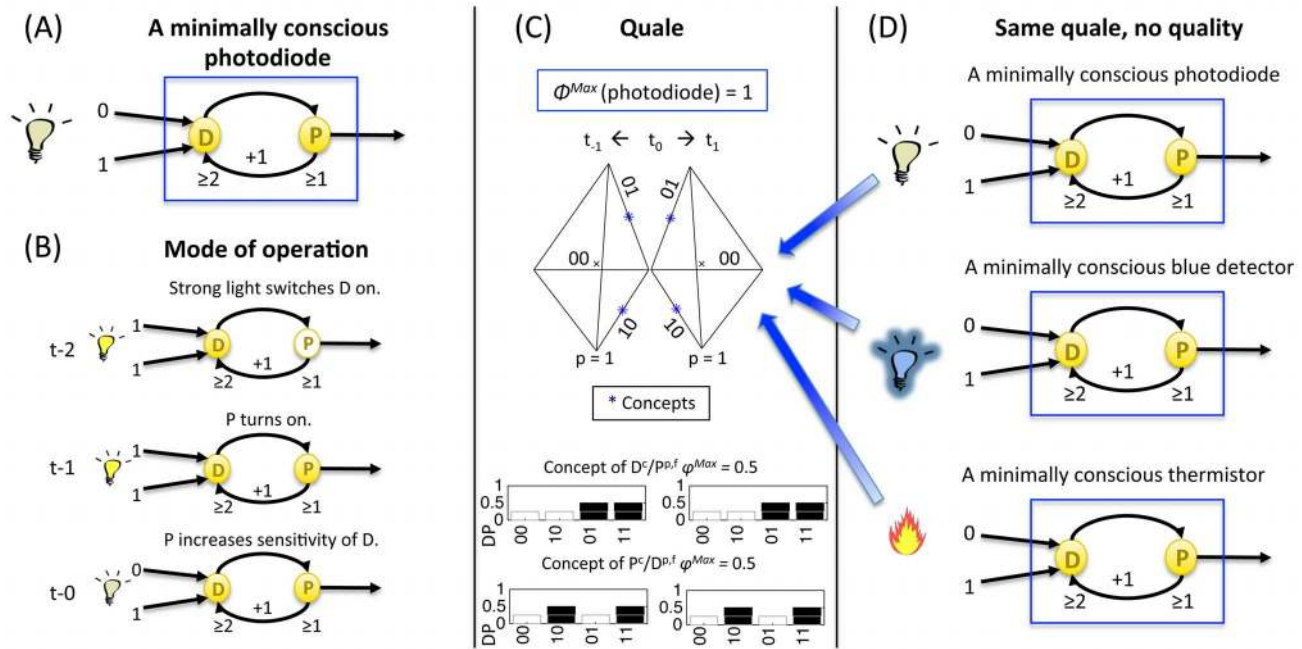 (A)
A minimally conscious
photodiode
0
1
D
P
+1
≥2
≥1
(B)
Mode of operation
Strong light switches D on.
t-2
1
1
D
P
+1
≥2
≥1
P turns on.
t-1
1
1
D
P
+1
≥2
≥1
P increases sensitivity of D.
t-0
0
1
D
P
+1
≥2
≥1
(C)
Quale
Φ^Max (photodiode) = 1
t₋₁ ← t₀ → t₁
01
01
00
00
10
10
p = 1
p = 1
* Concepts
Concept of Dᶜ/Pᵖ,ᶠ φ^Max = 0.5
1
0.5
0
DP
00
10
01
11
1
0.5
0
00
10
01
11
Concept of Pᶜ/Dᵖ,ᶠ φ^Max = 0.5
1
0.5
0
DP
00
10
01
11
1
0.5
0
00
10
01
11
(D)
Same quale, no quality
A minimally conscious photodiode
0
1
D
P
+1
≥2
≥1
A minimally conscious blue detector
0
1
D
P
+1
≥2
≥1
A minimally conscious thermistor
0
1
D
P
+1
≥2
≥1